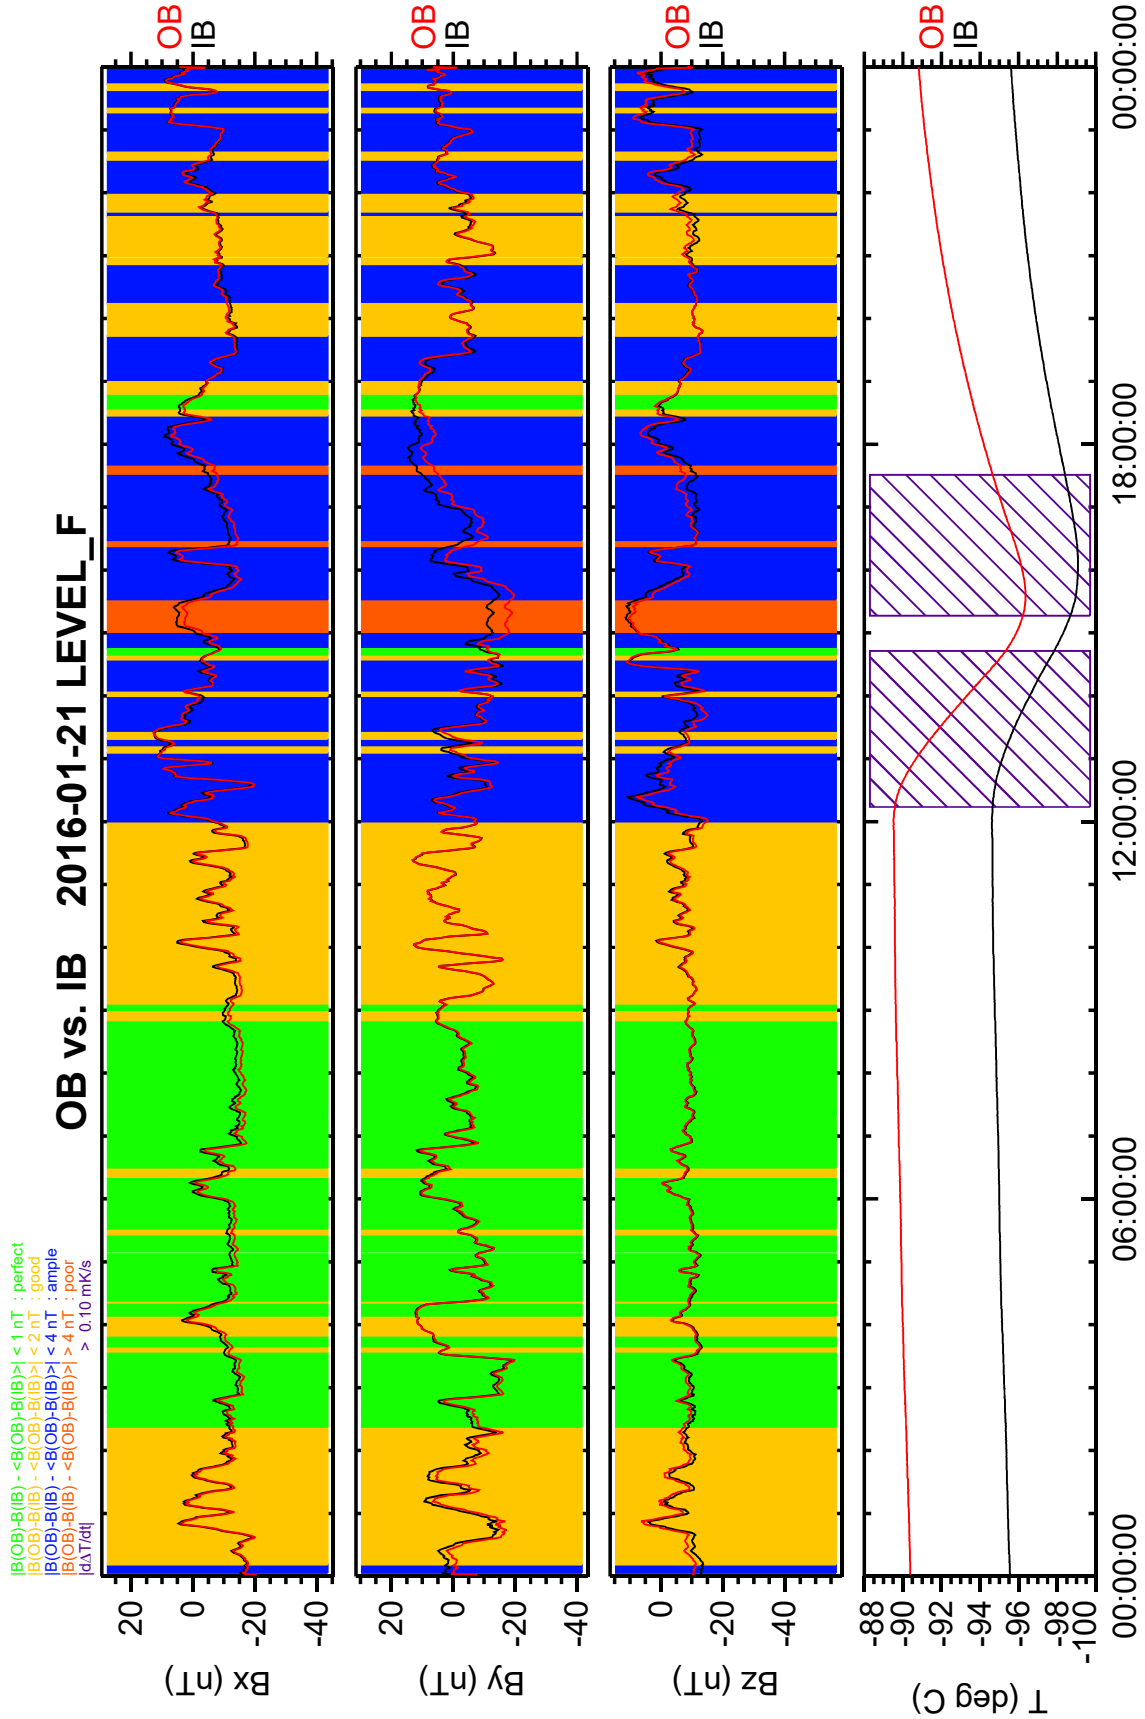 |B(OB)-B(IB) - <B(OB)-B(IB)>| < 1 nT : perfect
|B(OB)-B(IB) - <B(OB)-B(IB)>| < 2 nT : good
|B(OB)-B(IB) - <B(OB)-B(IB)>| < 4 nT : ample
|B(OB)-B(IB) - <B(OB)-B(IB)>| > 4 nT : poor
|dΔT/dt| > 0.10 mK/s
OB vs. IB 2016-01-21 LEVEL_F
Bx (nT)
20
0
-20
-40
OB
IB
By (nT)
20
0
-20
-40
OB
IB
Bz (nT)
0
-20
-40
OB
IB
T (deg C)
-88
-90
-92
-94
-96
-98
-100
OB
IB
00:00:00 06:00:00 12:00:00 18:00:00 00:00:00